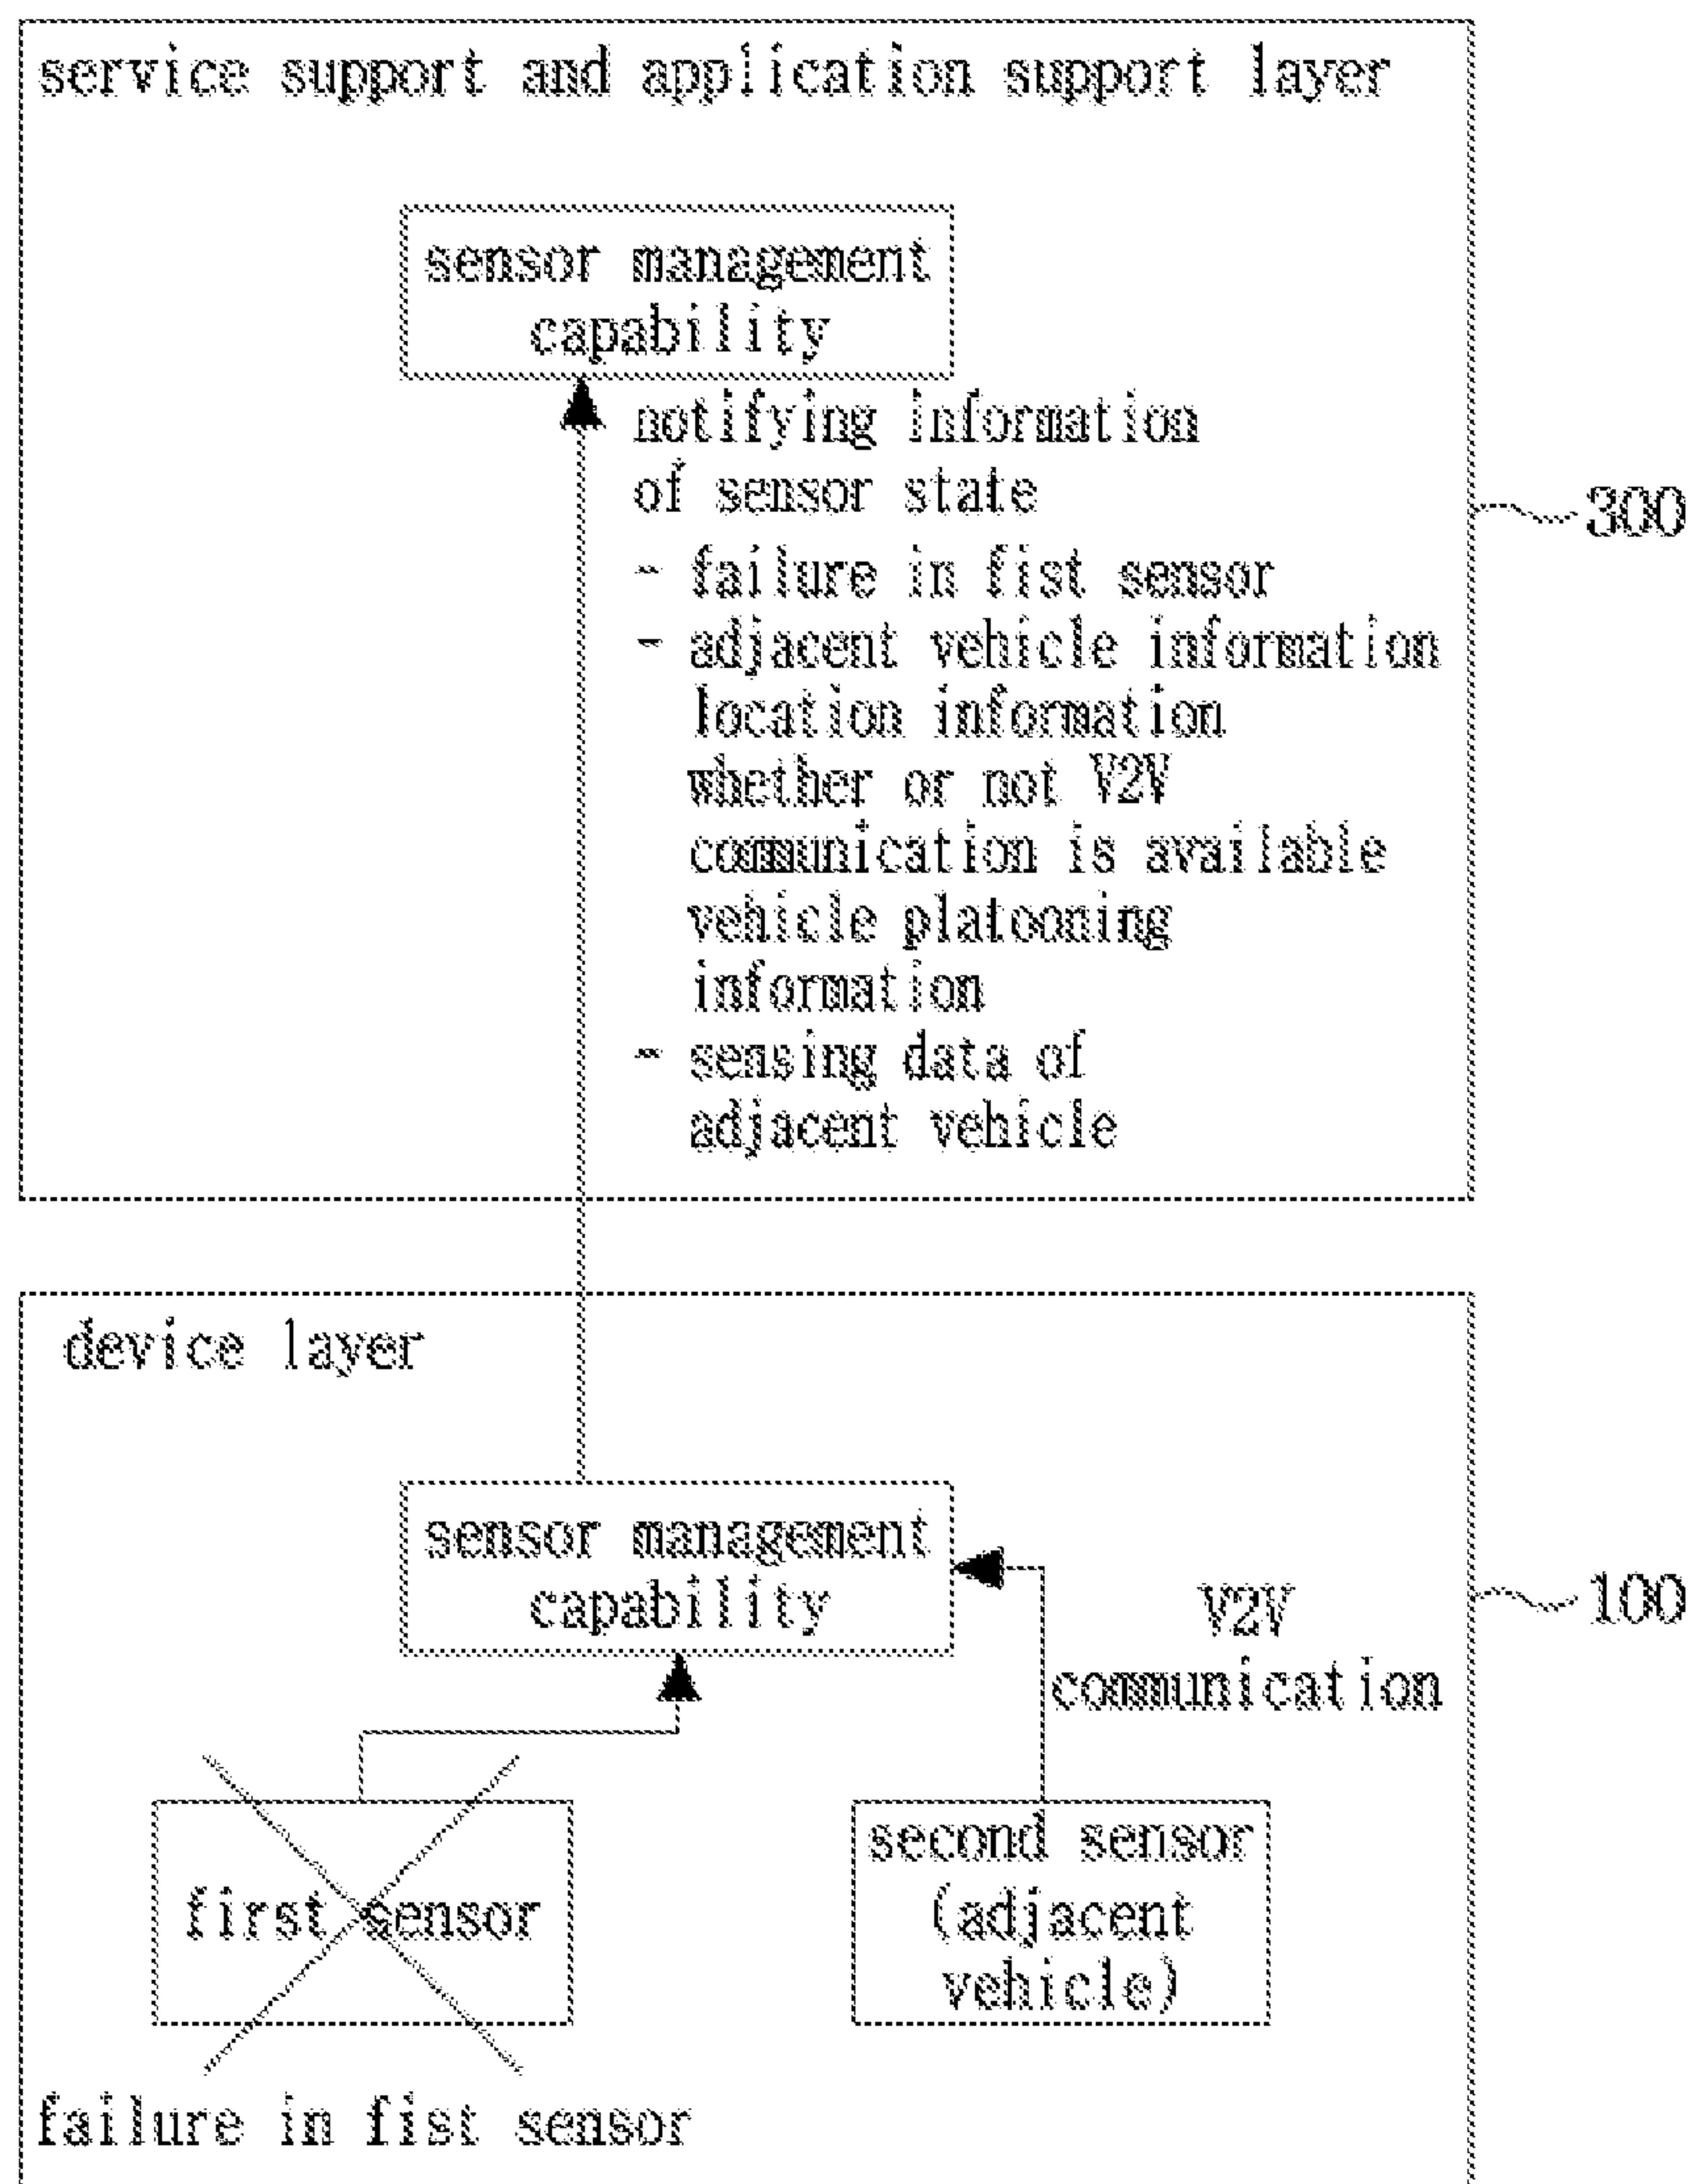 service support and application support layer
sensor management
capability
notifying information
of sensor state
- failure in fist sensor
- adjacent vehicle information
location information
whether or not V2V
communication is available
vehicle platooning
information
- sensing data of
adjacent vehicle
300
device layer
sensor management
capability
V2V
communication
100
first sensor
second sensor
(adjacent
vehicle)
failure in fist sensor